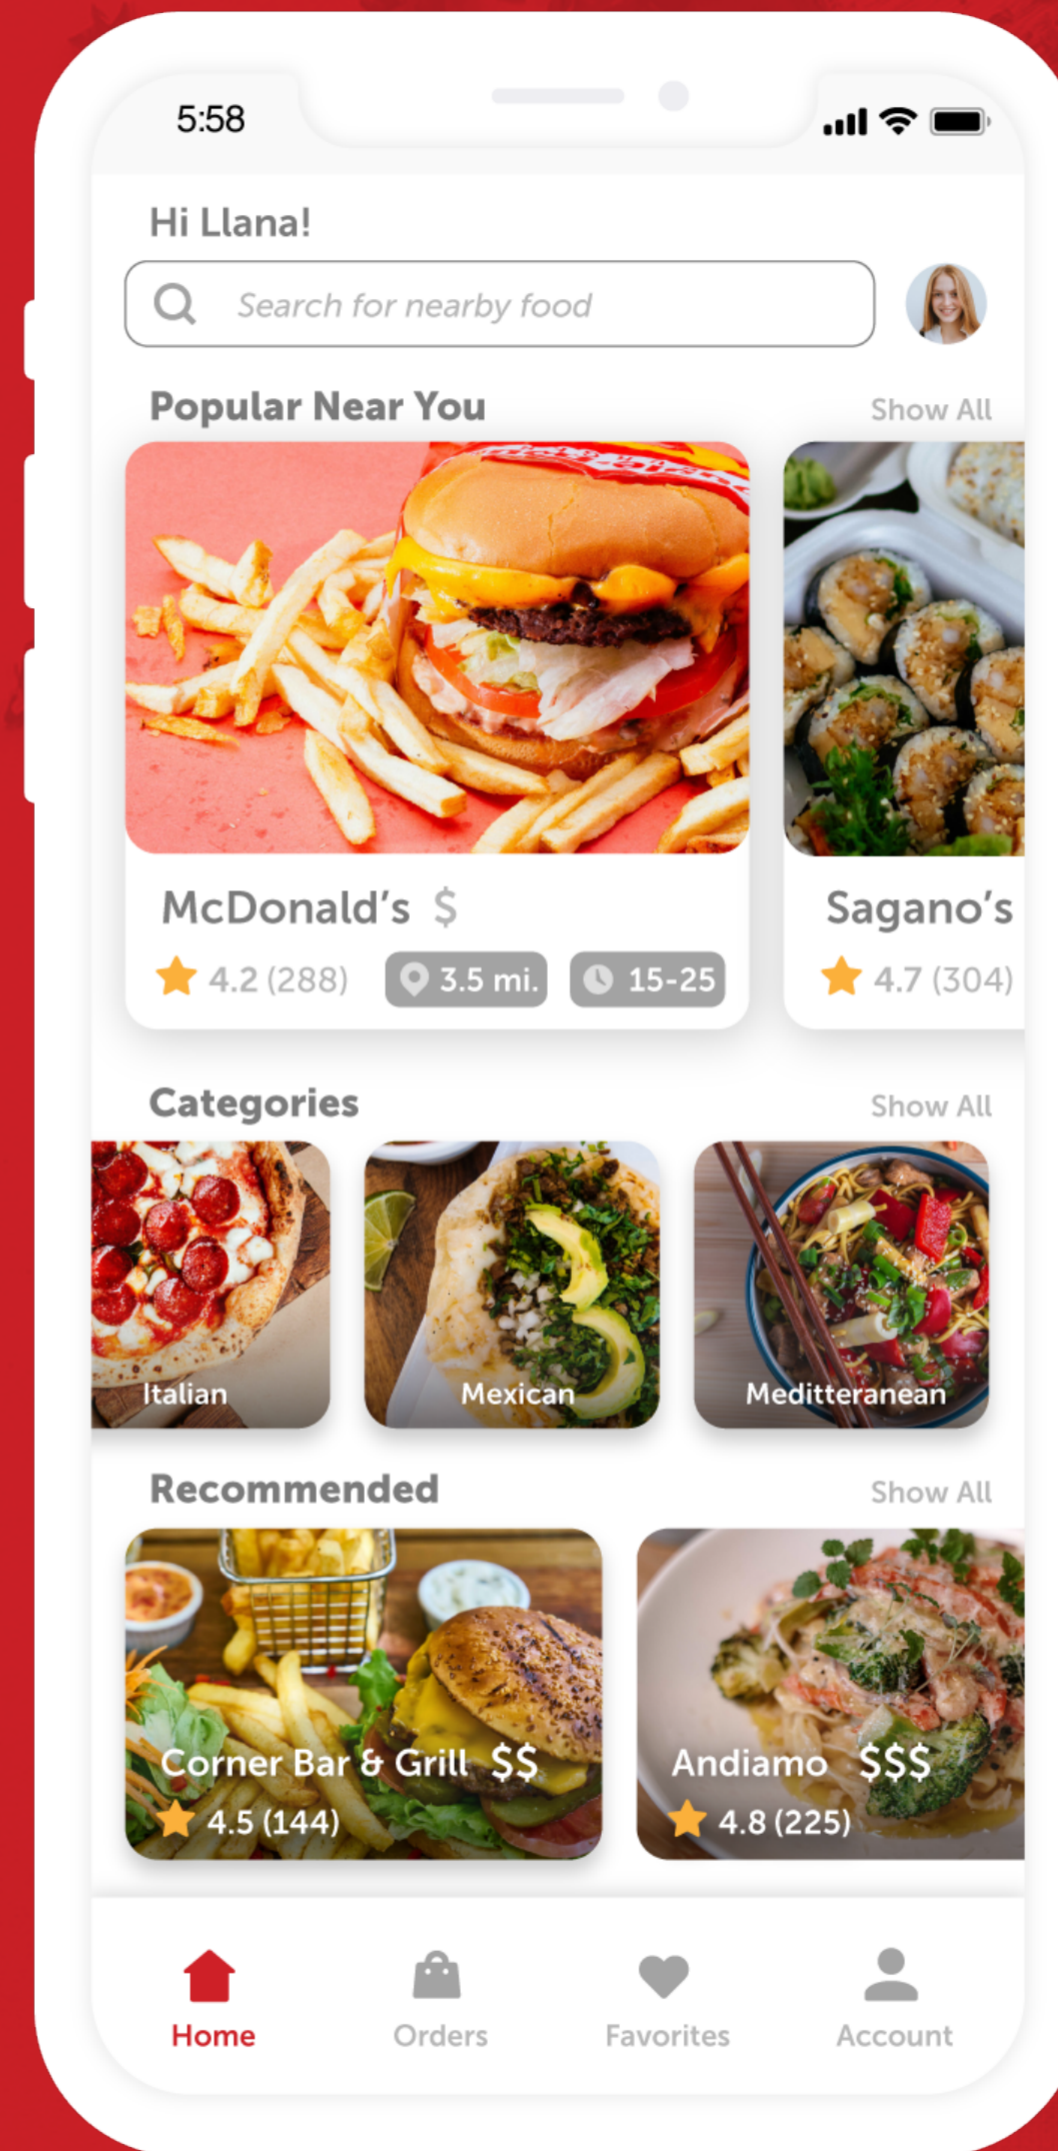 5:58
Hi Llana!
Search for nearby food
Popular Near You
Show All
McDonald's $
4.2 (288)
3.5 mi.
15-25
Sagano's
4.7 (304)
Categories
Show All
Italian
Mexican
Meditteranean
Recommended
Show All
Corner Bar & Grill $$
4.5 (144)
Andiamo $$$
4.8 (225)
Home
Orders
Favorites
Account